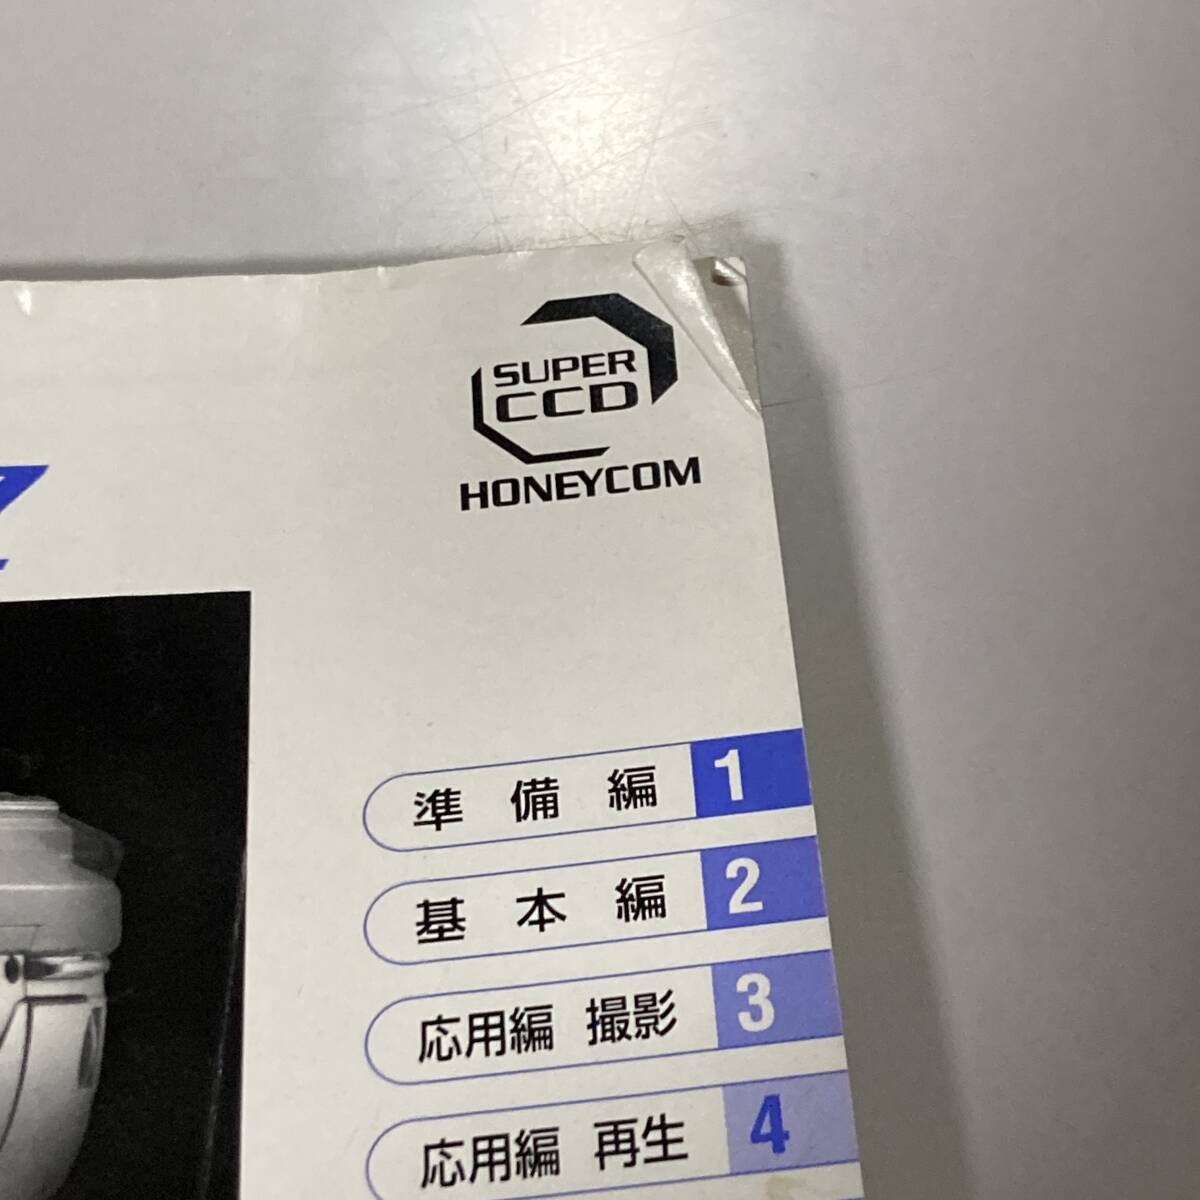 SUPER
CCD
HONEYCOM
Z
準備編 1
基本編 2
応用編 撮影 3
応用編 再生 4